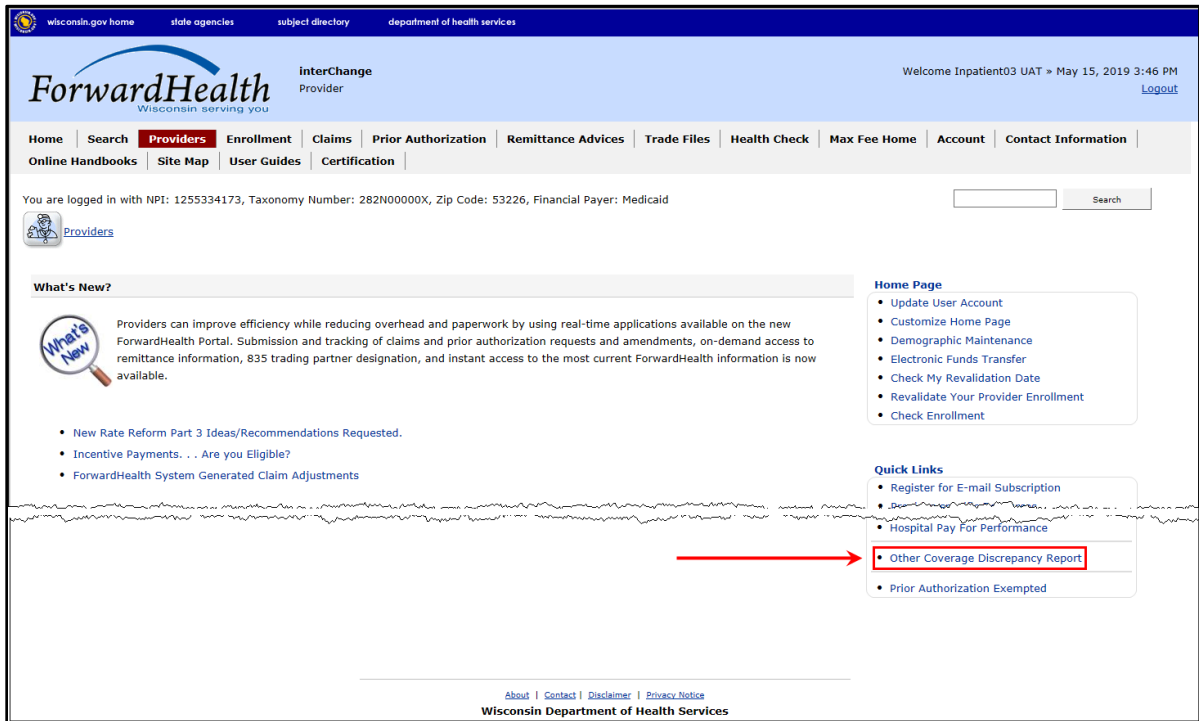 wisconsin.gov home state agencies subject directory department of health services
ForwardHealth
Wisconsin serving you
interChange
Provider
Welcome Inpatient03 UAT » May 15, 2019 3:46 PM
Logout
Home Search Providers Enrollment Claims Prior Authorization Remittance Advices Trade Files Health Check Max Fee Home Account Contact Information
Online Handbooks Site Map User Guides Certification
You are logged in with NPI: 1255334173, Taxonomy Number: 282N00000X, Zip Code: 53226, Financial Payer: Medicaid
Search
Providers
What's New?
What's New
Providers can improve efficiency while reducing overhead and paperwork by using real-time applications available on the new
ForwardHealth Portal. Submission and tracking of claims and prior authorization requests and amendments, on-demand access to
remittance information, 835 trading partner designation, and instant access to the most current ForwardHealth information is now
available.
• New Rate Reform Part 3 Ideas/Recommendations Requested.
• Incentive Payments. . . Are you Eligible?
• ForwardHealth System Generated Claim Adjustments
Home Page
• Update User Account
• Customize Home Page
• Demographic Maintenance
• Electronic Funds Transfer
• Check My Revalidation Date
• Revalidate Your Provider Enrollment
• Check Enrollment
Quick Links
• Register for E-mail Subscription
• Hospital Pay For Performance
• Other Coverage Discrepancy Report
• Prior Authorization Exempted
About | Contact | Disclaimer | Privacy Notice
Wisconsin Department of Health Services